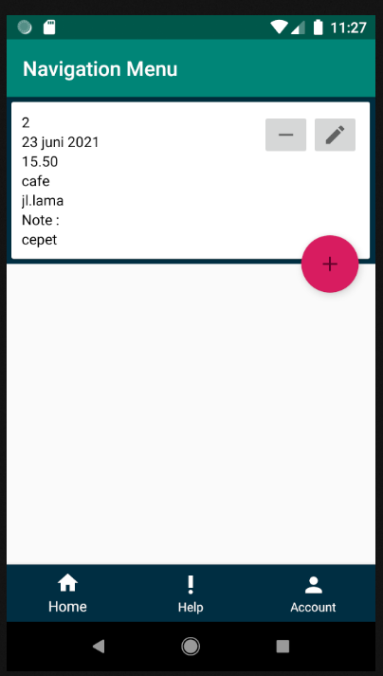 11:27
Navigation Menu
2
23 juni 2021
15.50
cafe
jl.lama
Note :
cepet
Home
Help
Account